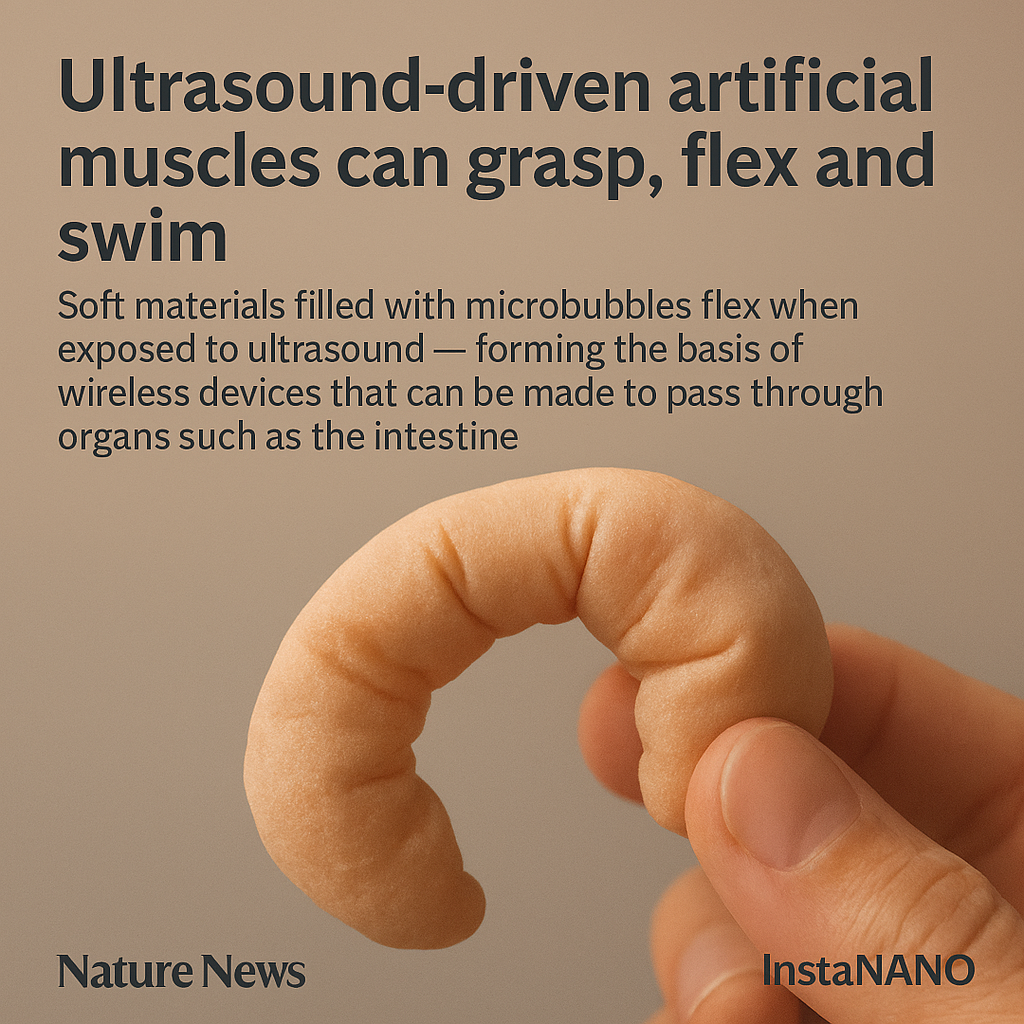 Ultrasound-driven artificial
muscles can grasp, flex and
swim
Soft materials filled with microbubbles flex when
exposed to ultrasound — forming the basis of
wireless devices that can be made to pass through
organs such as the intestine
Nature News
InstaNANO